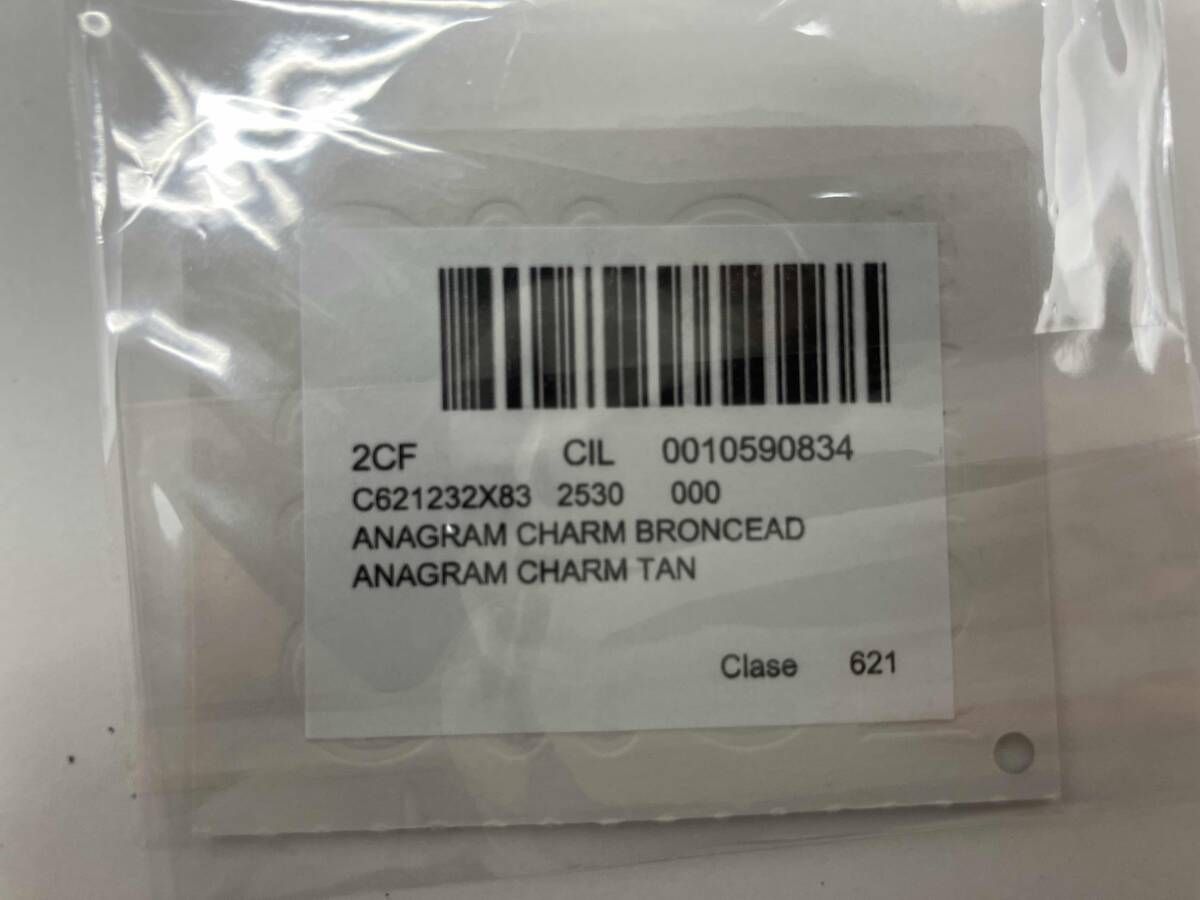 2CF CIL 0010590834
C621232X83 2530 000
ANAGRAM CHARM BRONCEAD
ANAGRAM CHARM TAN
Clase 621